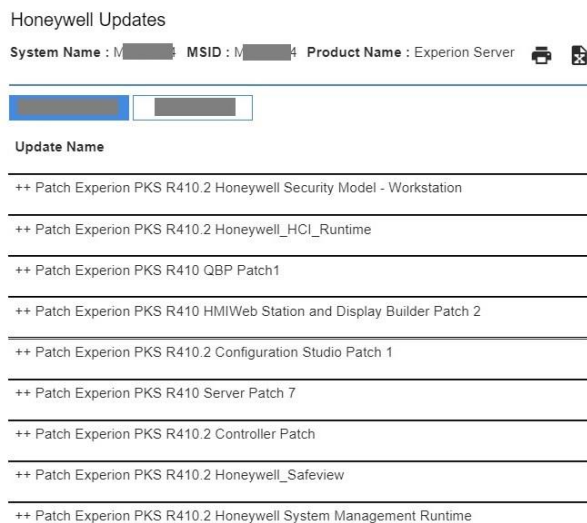 Honeywell Updates
System Name : M 4 MSID : M 4 Product Name : Experion Server
Update Name
++ Patch Experion PKS R410.2 Honeywell Security Model - Workstation
++ Patch Experion PKS R410.2 Honeywell_HCI_Runtime
++ Patch Experion PKS R410 QBP Patch1
++ Patch Experion PKS R410 HMIWeb Station and Display Builder Patch 2
++ Patch Experion PKS R410.2 Configuration Studio Patch 1
++ Patch Experion PKS R410 Server Patch 7
++ Patch Experion PKS R410.2 Controller Patch
++ Patch Experion PKS R410.2 Honeywell_Safeview
++ Patch Experion PKS R410.2 Honeywell System Management Runtime